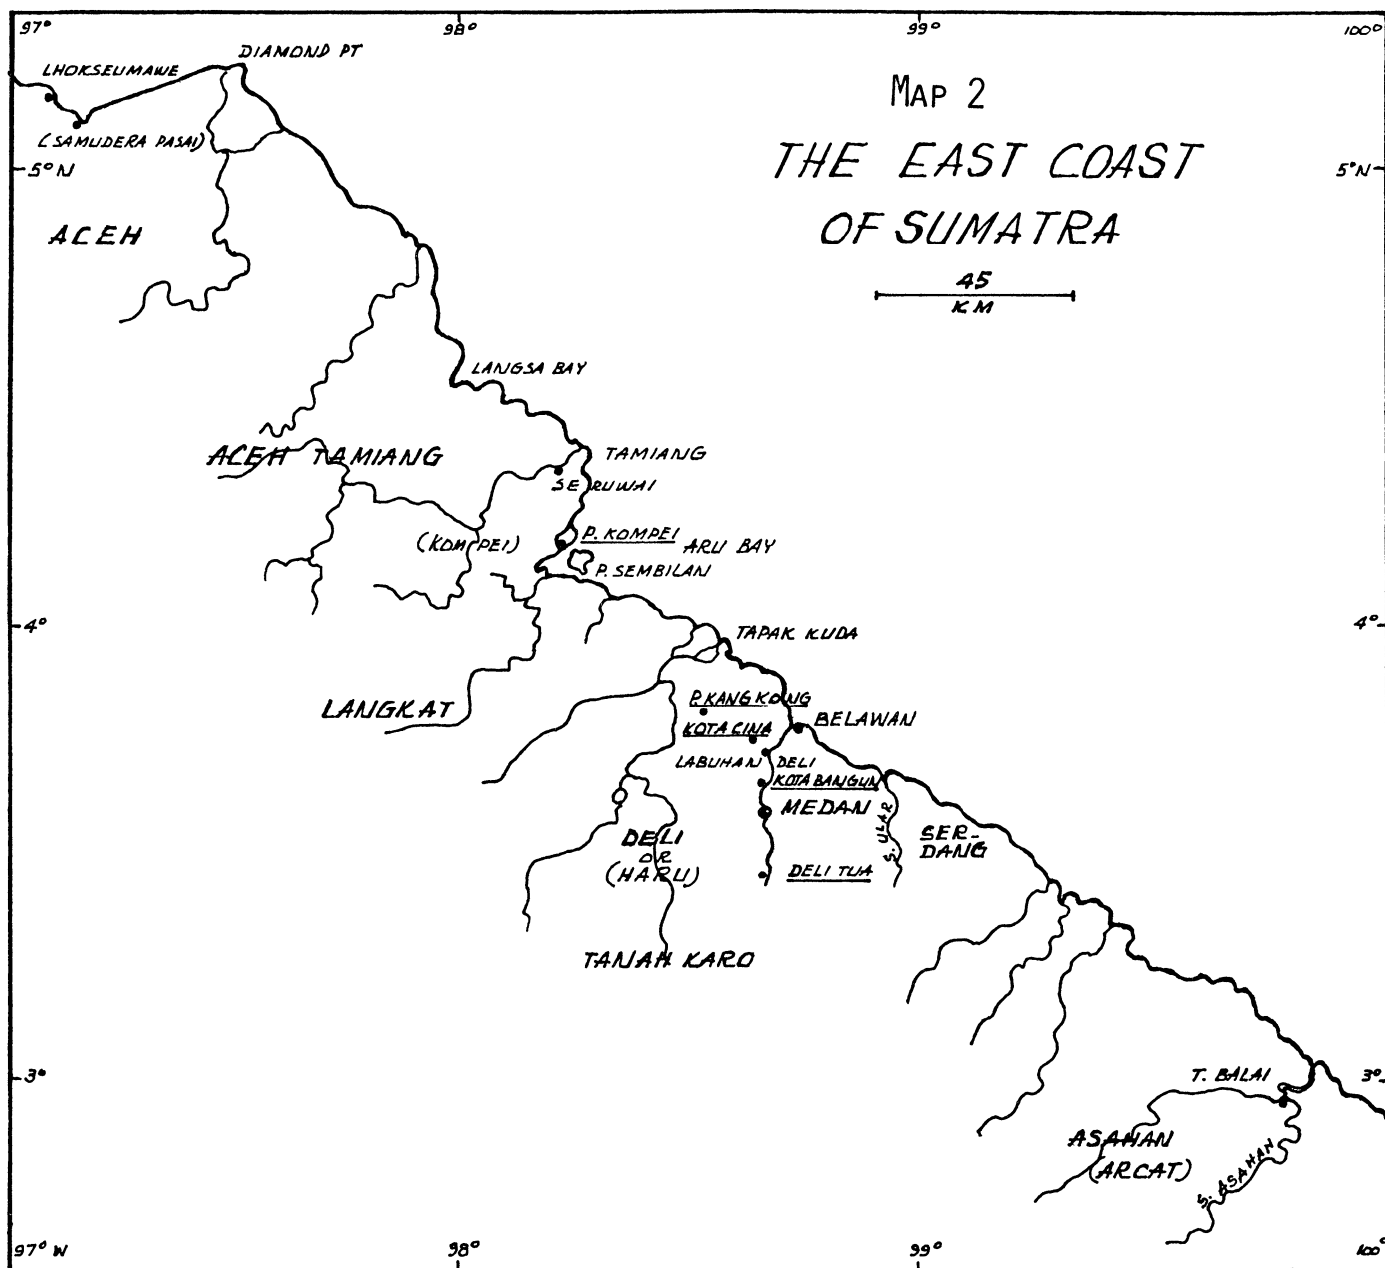 97°
98°
99°
100°
DIAMOND PT
LHOKSEUMAWE
(SAMUDERA PASAI)
MAP 2
THE EAST COAST
OF SUMATRA
45
KM
5°N
5°N
ACEH
LANGSA BAY
ACEH TAMIANG
TAMIANG
SERUWAI
(KOMPEI)
P. KOMPEI
ARU BAY
P. SEMBILAN
4°
4°
TAPAK KUDA
LANGKAT
P. KANGKONG
KOTA CINA
BELAWAN
LABUHAN DELI
KOTA BANGUN
MEDAN
S. ULAR
SER-
DANG
DELI
OR
(HARU)
DELI TUA
TANAH KARO
3°
3°
T. BALAI
ASAHAN
(ARCAT)
S. ASAHAN
97° W
98°
99°
100°